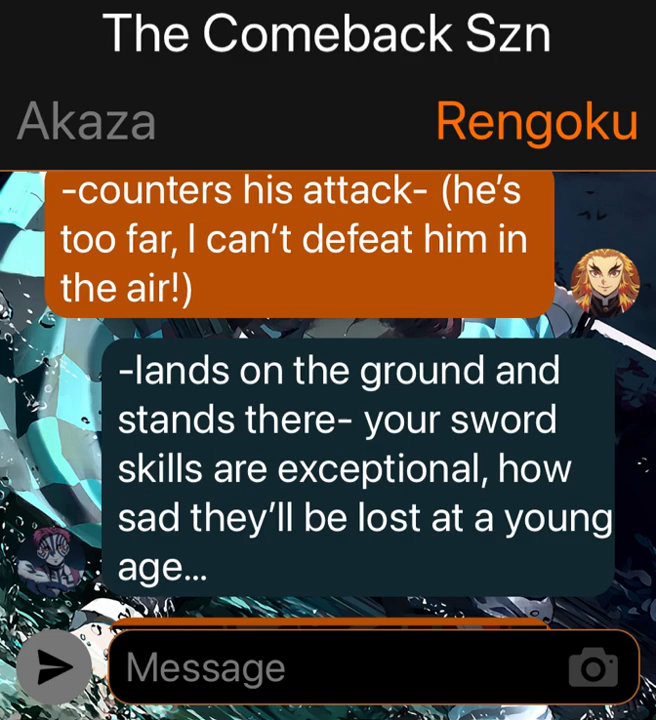 The Comeback Szn
Akaza Rengoku
-counters his attack- (he's
too far, I can't defeat him in
the air!)
-lands on the ground and
stands there- your sword
skills are exceptional, how
sad they'll be lost at a young
age...
Message